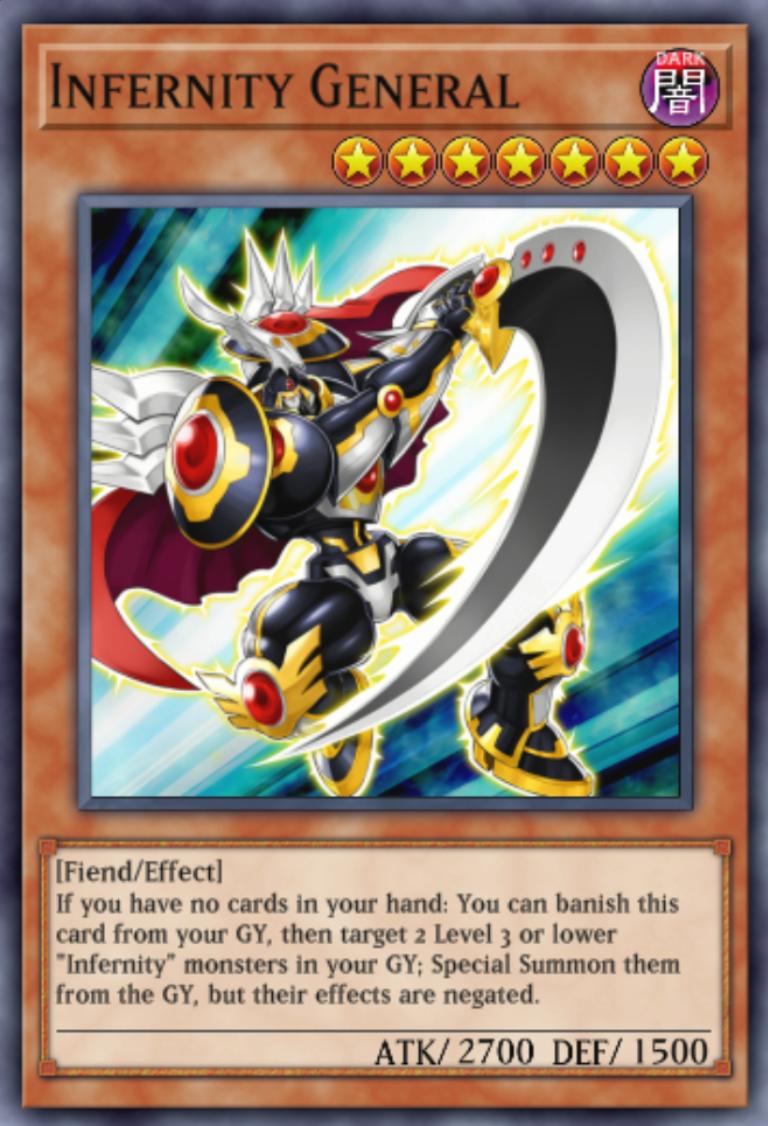 Infernity General
DARK
闇
[Fiend/Effect]
If you have no cards in your hand: You can banish this
card from your GY, then target 2 Level 3 or lower
"Infernity" monsters in your GY; Special Summon them
from the GY, but their effects are negated.
ATK/ 2700 DEF/ 1500